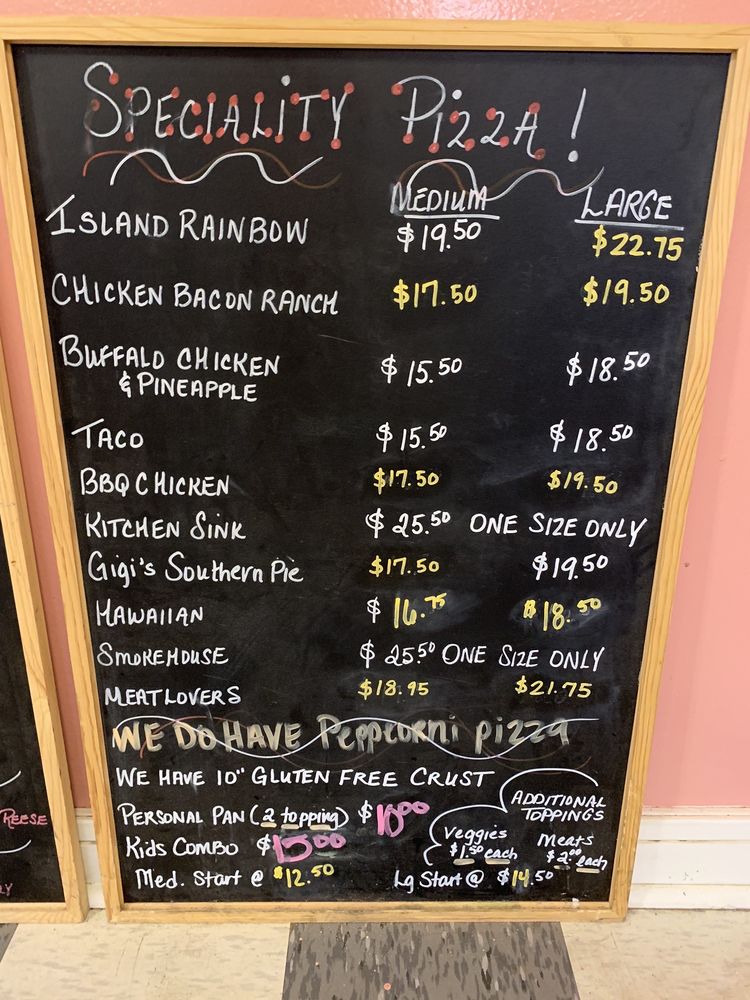 SPECIALITY PIZZA!
MEDIUM LARGE
ISLAND RAINBOW $19.50 $22.75
CHICKEN BACON RANCH $17.50 $19.50
BUFFALO CHICKEN $15.50 $18.50
& PINEAPPLE
TACO $15.50 $18.50
BBQ CHICKEN $17.50 $19.50
KITCHEN SINK $25.50 ONE SIZE ONLY
GiGi's Southern Pie $17.50 $19.50
HAWAIIAN $16.75 $18.50
SMOKEHOUSE $25.50 ONE SIZE ONLY
MEATLOVERS $18.95 $21.75
WE DO HAVE Pepperoni pizza
WE HAVE 10" GLUTEN FREE CRUST
PERSONAL PAN (2 topping) $10.00
Kids Combo $15.00
Med. Start @ $12.50
Lg Start @ $14.50
ADDITIONAL
TOPPINGS
Veggies
$1.50 each
Meats
$2.00 each
REESE
LY